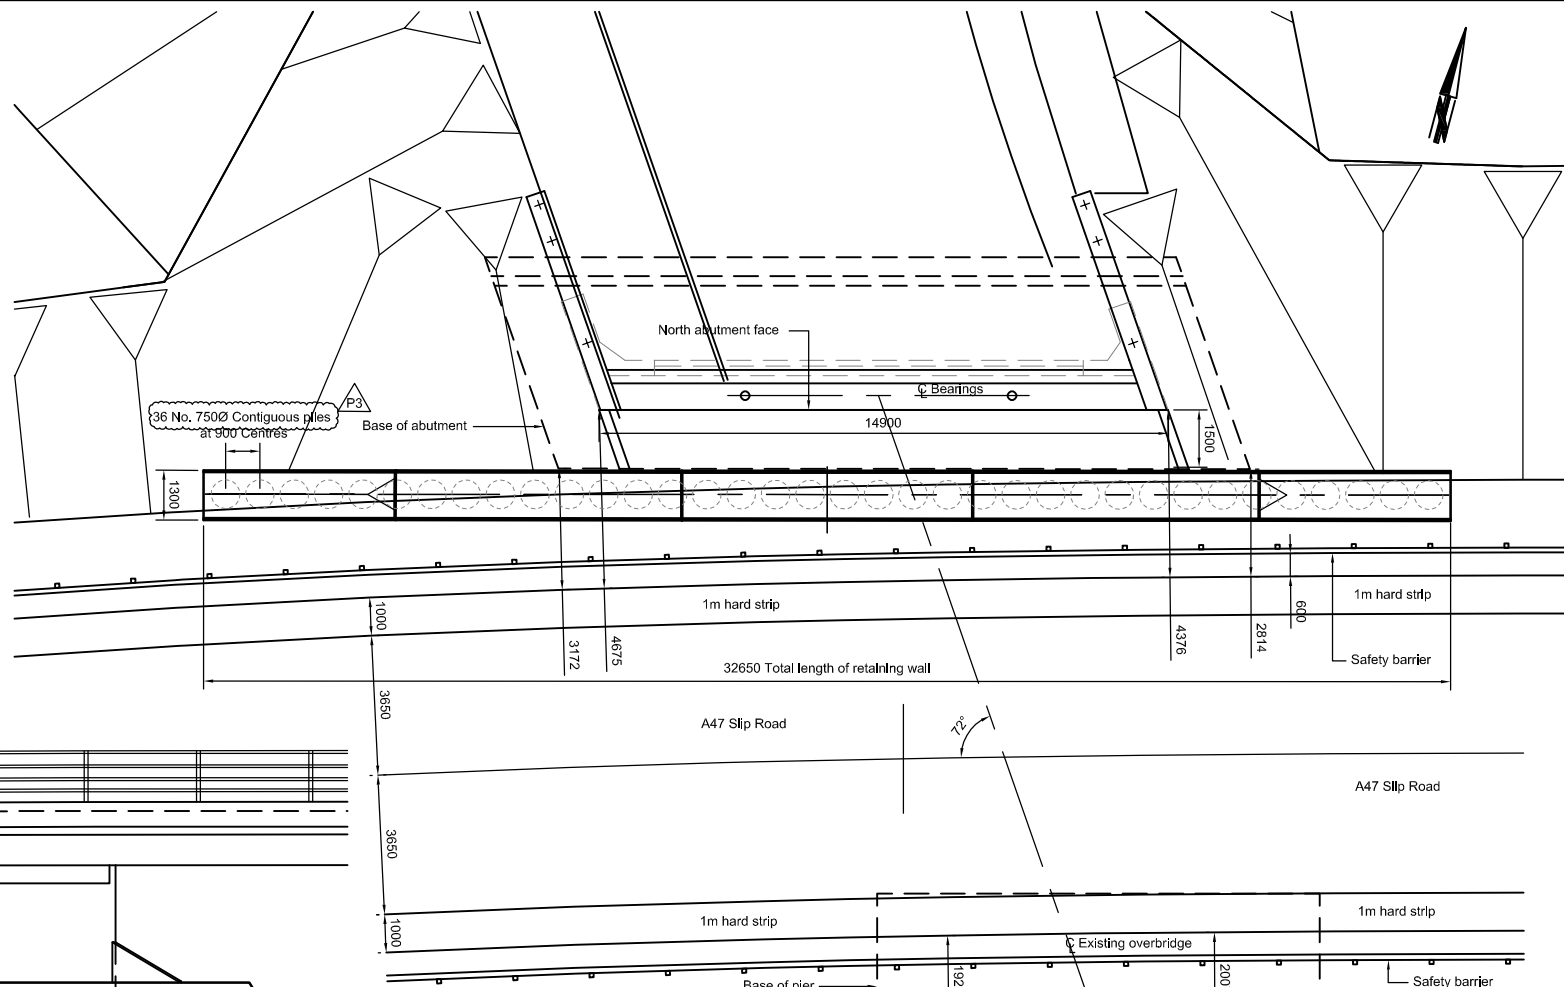 North abutment face
℄ Bearings
P3
36 No. 750Ø Contiguous piles
at 900 Centres
Base of abutment
14900
1500
1300
1000
1m hard strip
600
1m hard strip
3172
4675
4376
2814
32650 Total length of retaining wall
Safety barrier
3650
A47 Slip Road
72°
A47 Slip Road
3650
1000
1m hard strip
1m hard strip
℄ Existing overbridge
192
200
Base of pier
Safety barrier